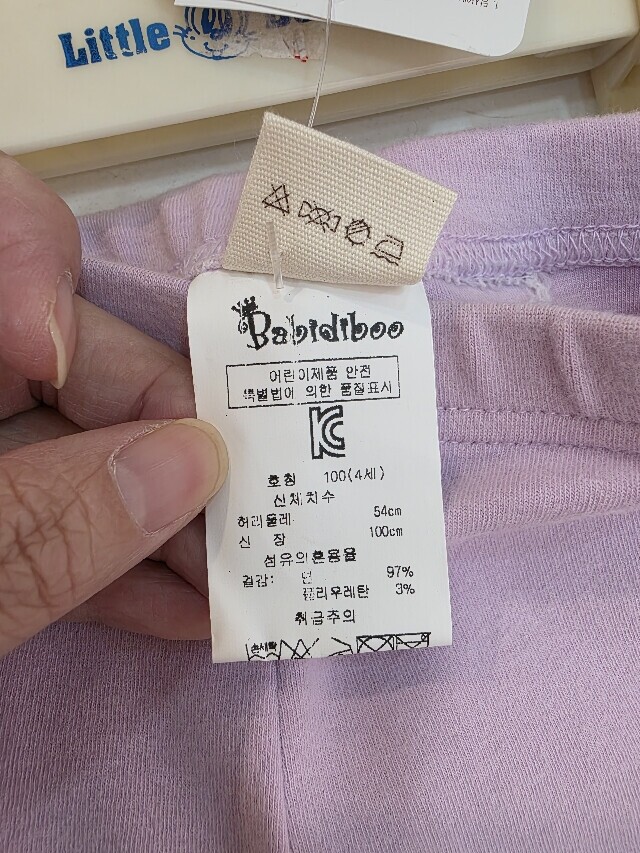 Little
Babidiboo
어린이제품 안전
특별법에 의한 품질표시
KC
호칭 100(4세)
신체치수
허리둘레 54cm
신 장 100cm
섬유의혼용율
겉감: 면 97%
폴리우레탄 3%
취급주의
손세탁